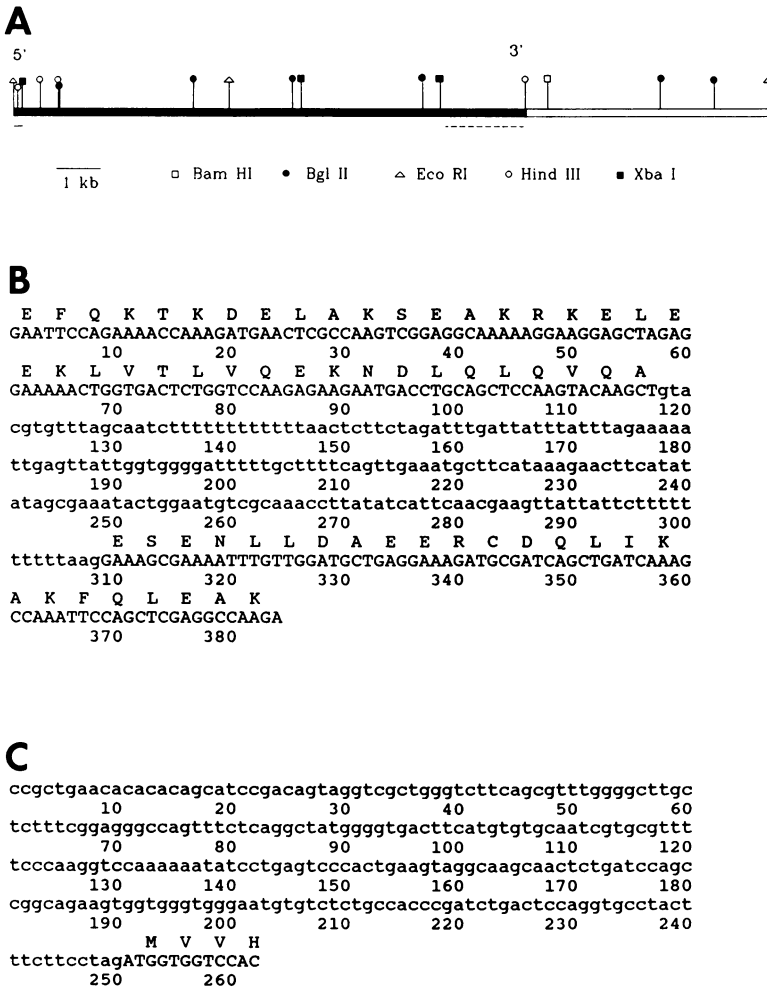 A
5' 3'
1 kb □ Bam HI ● Bgl II △ Eco RI ○ Hind III ■ Xba I
B
E F Q K T K D E L A K S E A K R K E L E
GAATTCCAGAAAACCAAAGATGAACTCGCCAAGTCGGAGGCAAAAAGGAAGGAGCTAGAG
10 20 30 40 50 60
E K L V T L V Q E K N D L Q L Q V Q A
GAAAAACTGGTGACTCTGGTCCAAGAGAAGAATGACCTGCAGCTCCAAGTACAAGCTgta
70 80 90 100 110 120
cgtgtttagcaatctttttttttttttaactcttctagatttgattatttatttagaaaaa
130 140 150 160 170 180
ttgagttattggtggggatttttgcttttcagttgaaatgcttcataaagaacttcatat
190 200 210 220 230 240
atagcgaaatactggaatgtcgcaaaccttatatcattcaacgaagttattattcttttt
250 260 270 280 290 300
E S E N L L D A E E R C D Q L I K
tttttaagGAAAGCGAAAATTTGTTGGATGCTGAGGAAAGATGCGATCAGCTGATCAAAG
310 320 330 340 350 360
A K F Q L E A K
CCAAATTCCAGCTCGAGGCCAAGA
370 380
C
ccgctgaacacacacacagcatccgacagtaggtcgctgggtcttcagcgtttggggcttgc
10 20 30 40 50 60
tctttcggagggccagtttctcaggctatggggtgacttcatgtgtgcaatcgtgcgttt
70 80 90 100 110 120
tcccaaggtccaaaaaatatcctgagtcccactgaagtaggcaagcaactctgatccagc
130 140 150 160 170 180
cggcagaagtggtgggtgggaatgtgtctctgccacccgatctgactccaggtgcctact
190 200 210 220 230 240
M V V H
ttcttcctagATGGTGGTCCAC
250 260